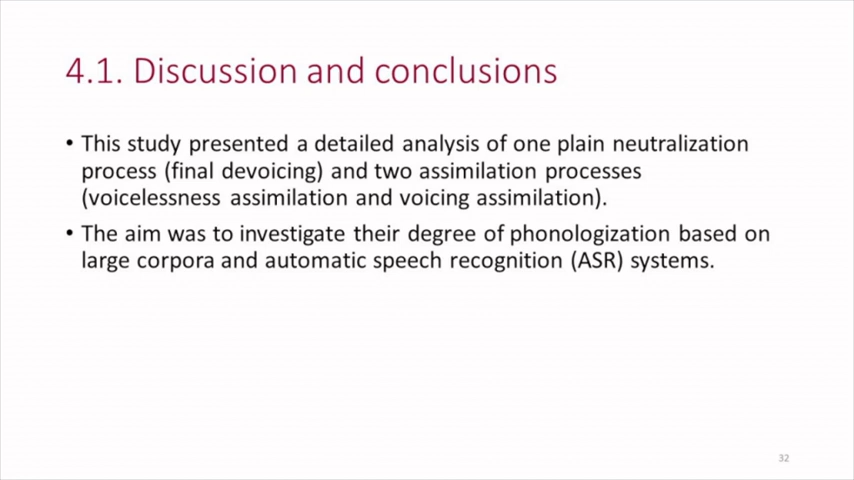 4.1. Discussion and conclusions
• This study presented a detailed analysis of one plain neutralization
process (final devoicing) and two assimilation processes
(voicelessness assimilation and voicing assimilation).
• The aim was to investigate their degree of phonologization based on
large corpora and automatic speech recognition (ASR) systems.
32